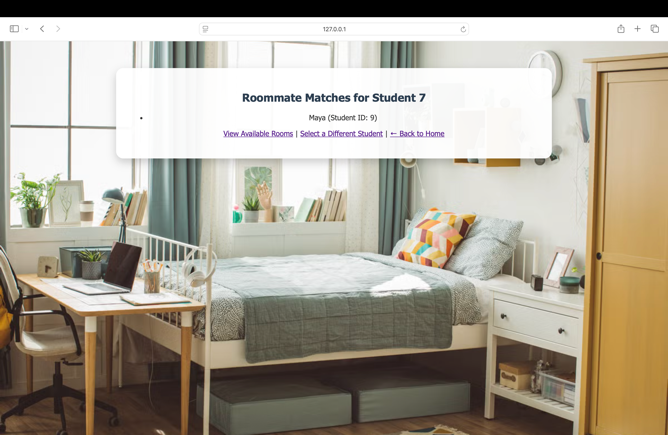 127.0.0.1
Roommate Matches for Student 7
• Maya (Student ID: 9)
View Available Rooms | Select a Different Student | ← Back to Home